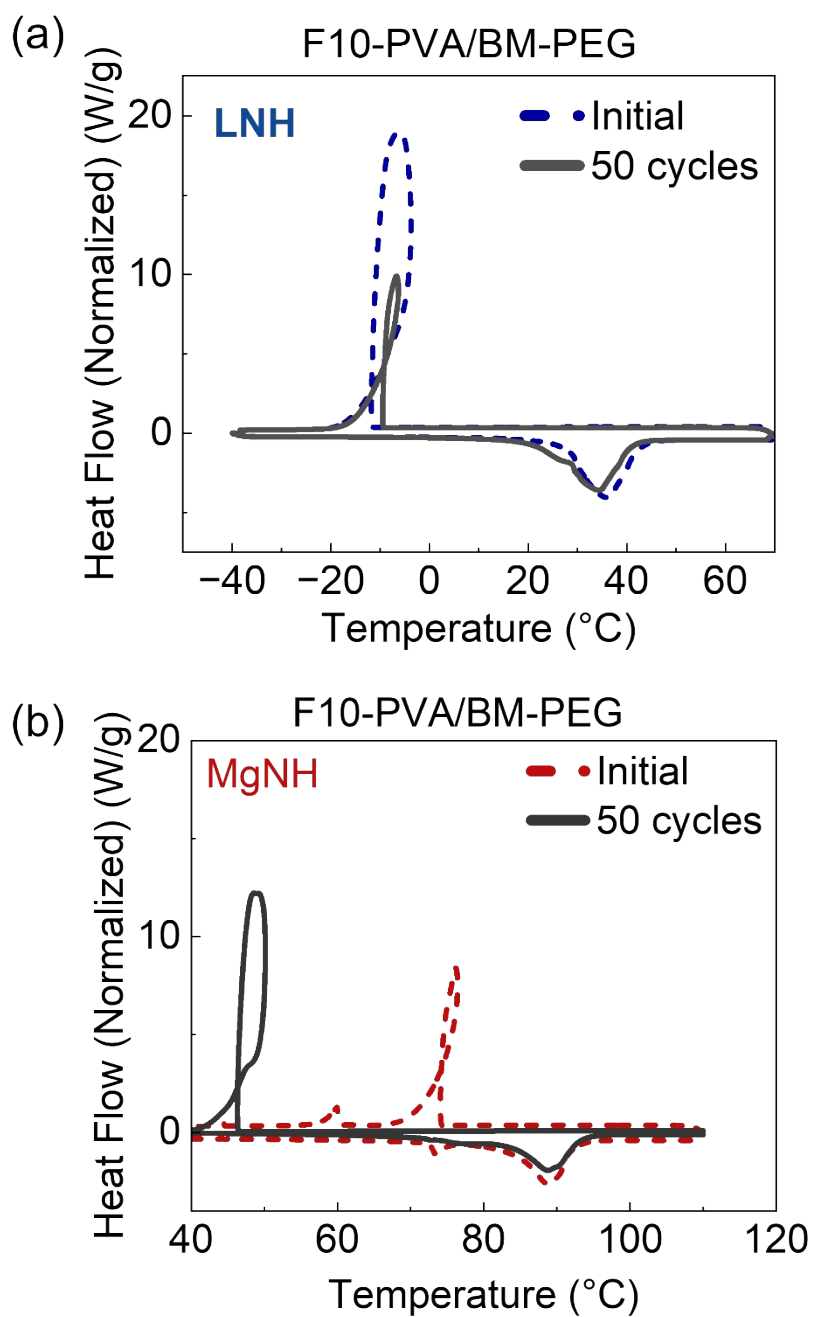 (a)
F10-PVA/BM-PEG
LNH
Initial
50 cycles
Heat Flow (Normalized) (W/g)
20
10
0
−40 −20 0 20 40 60
Temperature (°C)
(b)
F10-PVA/BM-PEG
MgNH
Initial
50 cycles
Heat Flow (Normalized) (W/g)
20
10
0
40 60 80 100 120
Temperature (°C)